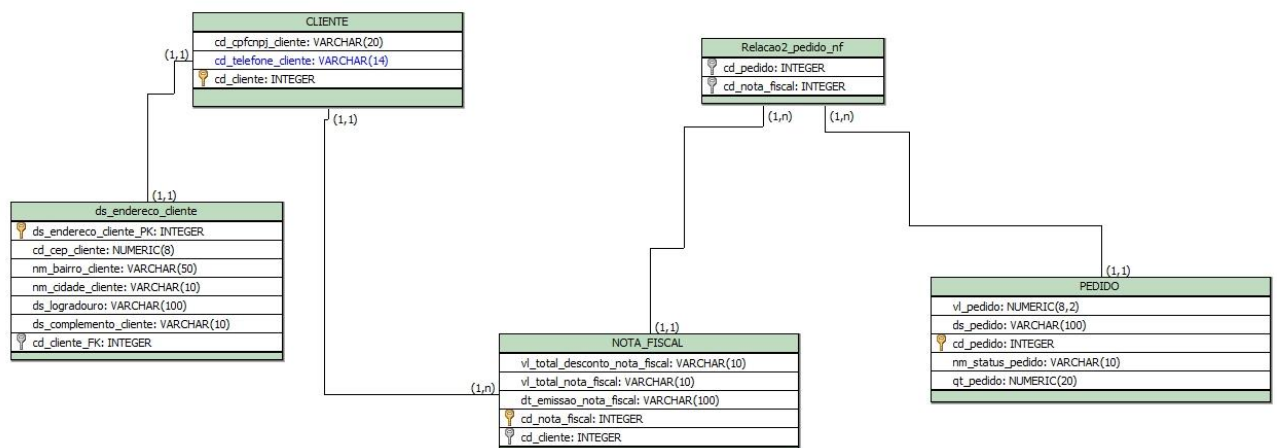 CLIENTE
cd_cpfcnpj_cliente: VARCHAR(20)
cd_telefone_cliente: VARCHAR(14)
cd_cliente: INTEGER
(1,1)
(1,1)
Relacao2_pedido_nf
cd_pedido: INTEGER
cd_nota_fiscal: INTEGER
(1,n)
(1,n)
(1,1)
ds_endereco_cliente
ds_endereco_cliente_PK: INTEGER
cd_cep_cliente: NUMERIC(8)
nm_bairro_cliente: VARCHAR(50)
nm_cidade_cliente: VARCHAR(10)
ds_logradouro: VARCHAR(100)
ds_complemento_cliente: VARCHAR(10)
cd_cliente_FK: INTEGER
(1,1)
PEDIDO
vl_pedido: NUMERIC(8,2)
ds_pedido: VARCHAR(100)
cd_pedido: INTEGER
nm_status_pedido: VARCHAR(10)
qt_pedido: NUMERIC(20)
(1,1)
(1,n)
NOTA_FISCAL
vl_total_desconto_nota_fiscal: VARCHAR(10)
vl_total_nota_fiscal: VARCHAR(10)
dt_emissao_nota_fiscal: VARCHAR(100)
cd_nota_fiscal: INTEGER
cd_cliente: INTEGER